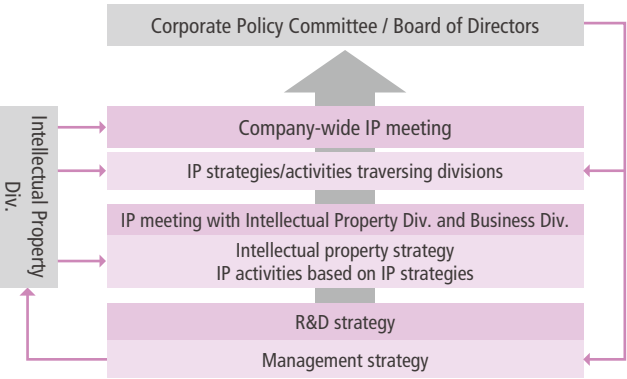 Corporate Policy Committee / Board of Directors
Intellectual Property
Div.
Company-wide IP meeting
IP strategies/activities traversing divisions
IP meeting with Intellectual Property Div. and Business Div.
Intellectual property strategy
IP activities based on IP strategies
R&D strategy
Management strategy